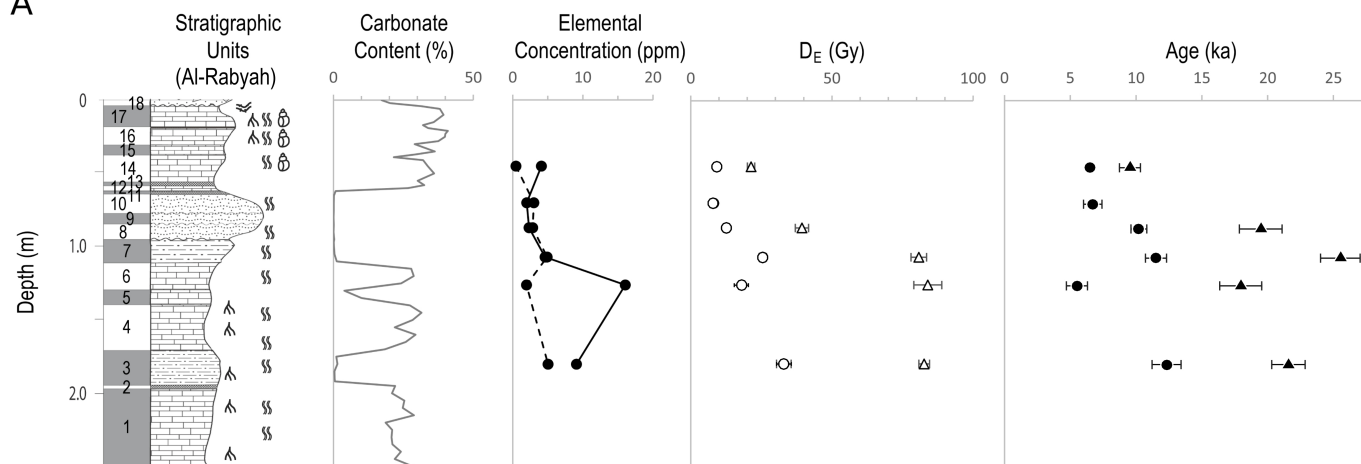 A
Stratigraphic
Units
(Al-Rabyah)
Carbonate
Content (%)
Elemental
Concentration (ppm)
DE (Gy)
Age (ka)
0 50
0 10 20
0 50 100
0 5 10 15 20 25
Depth (m)
0
1.0
2.0
18
17
16
15
14
13
12
11
10
9
8
7
6
5
4
3
2
1